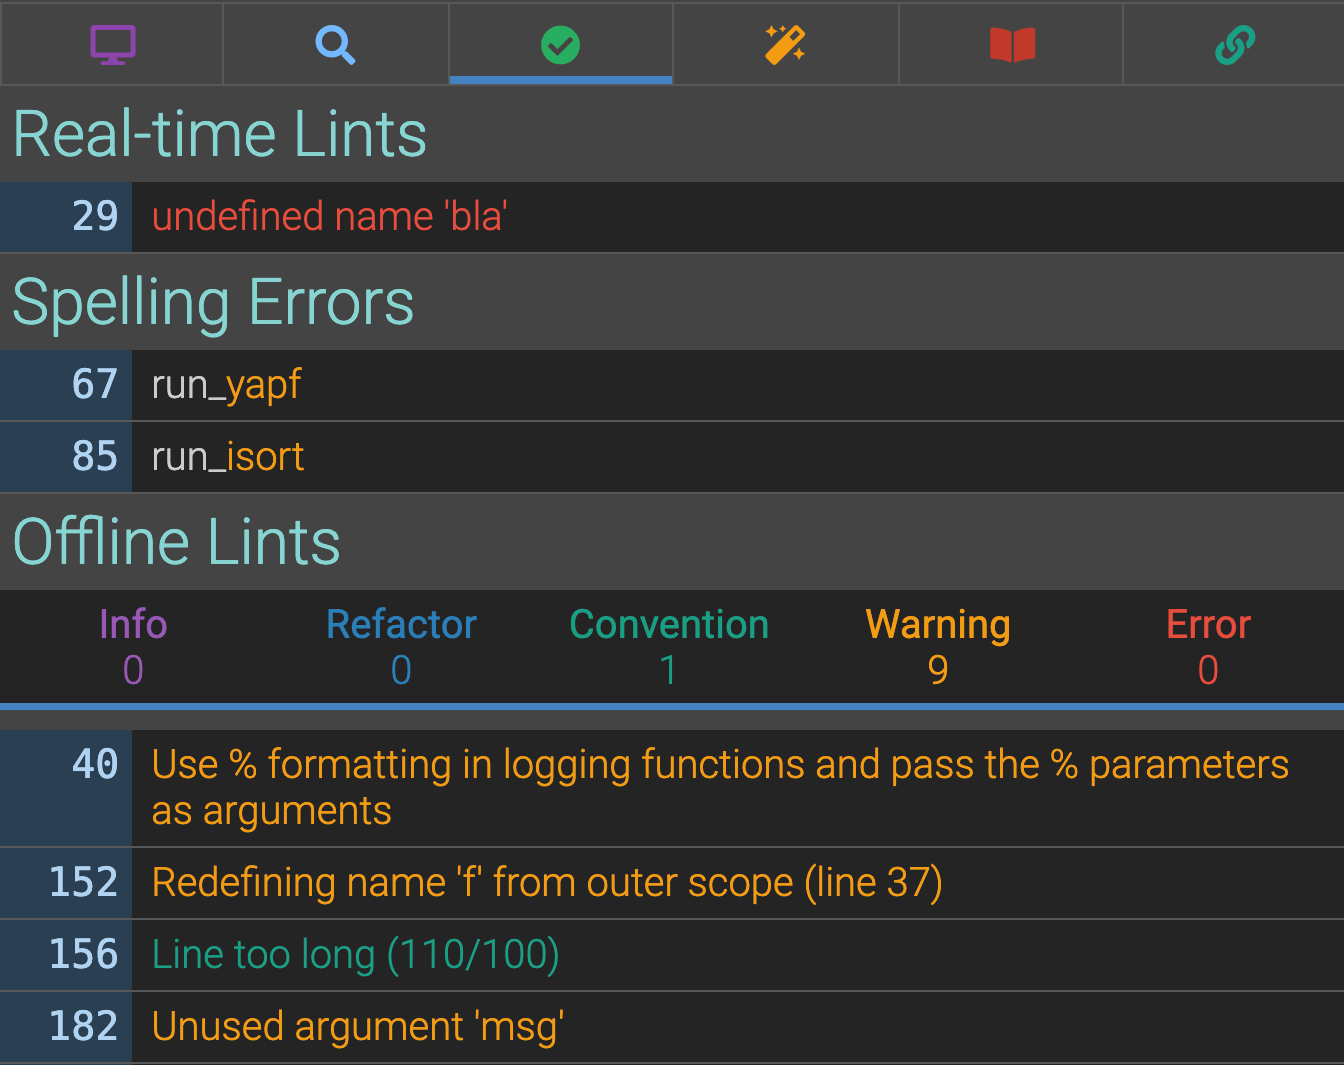 Real-time Lints
29 undefined name 'bla'
Spelling Errors
67 run_yapf
85 run_isort
Offline Lints
Info Refactor Convention Warning Error
0 0 1 9 0
40 Use % formatting in logging functions and pass the % parameters
as arguments
152 Redefining name 'f' from outer scope (line 37)
156 Line too long (110/100)
182 Unused argument 'msg'